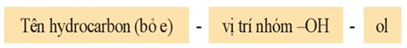 Tên hydrocarbon (bỏ e) - vị trí nhóm –OH - ol